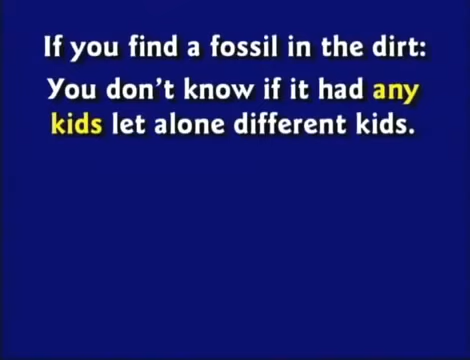 If you find a fossil in the dirt:
You don't know if it had any
kids let alone different kids.